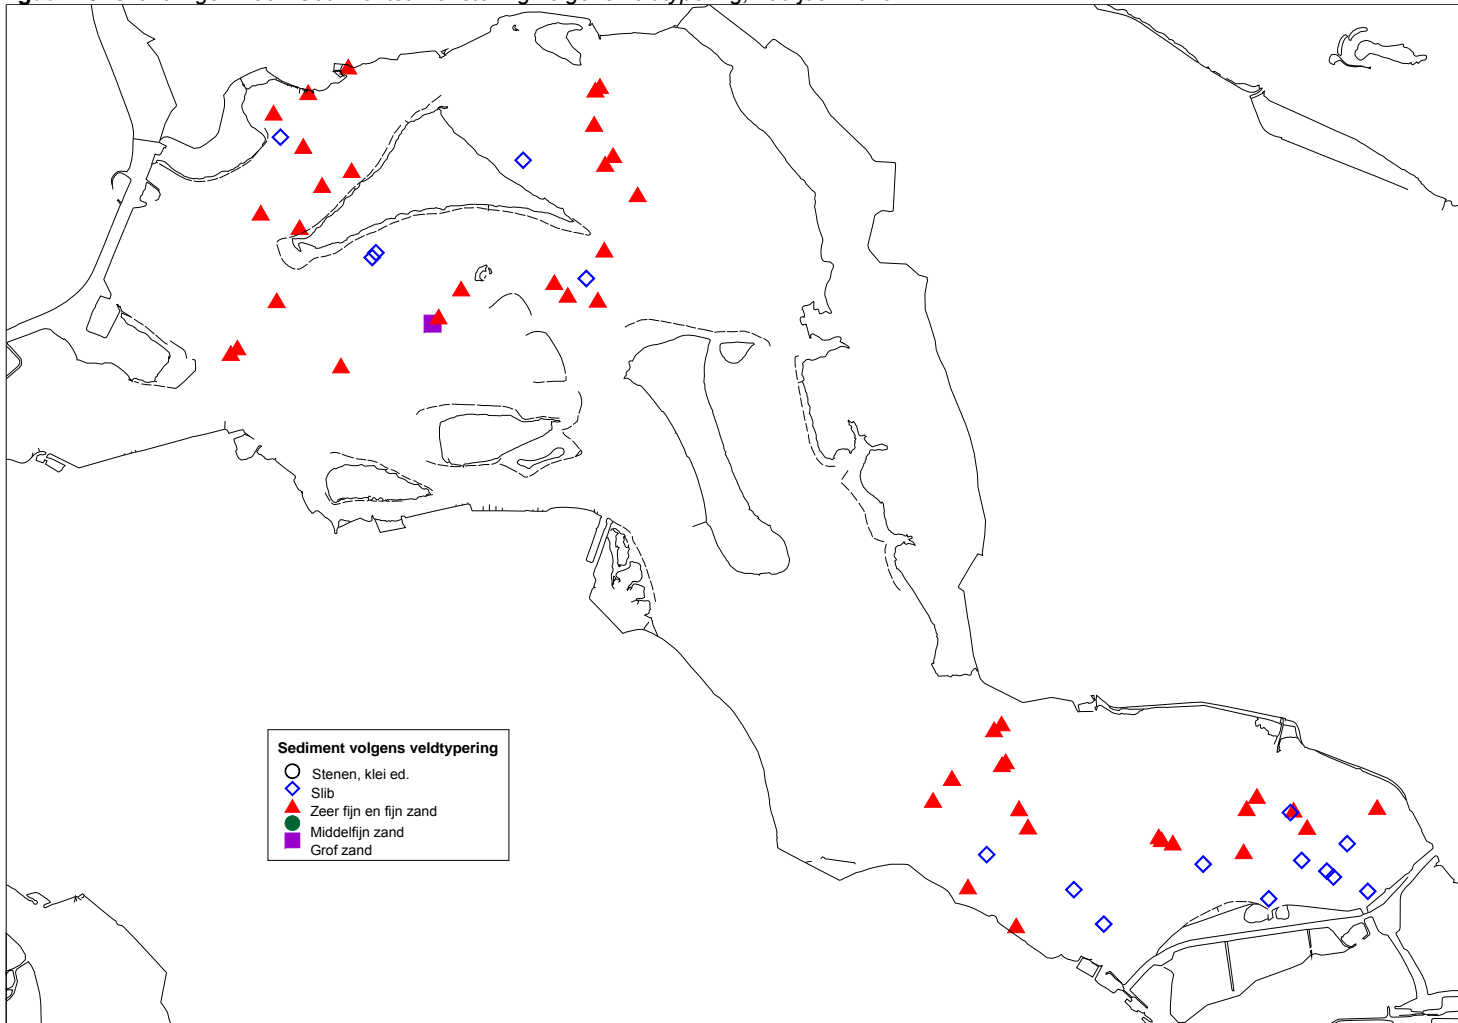 Sediment volgens veldtypering
Stenen, klei ed.
Slib
Zeer fijn en fijn zand
Middelfijn zand
Grof zand